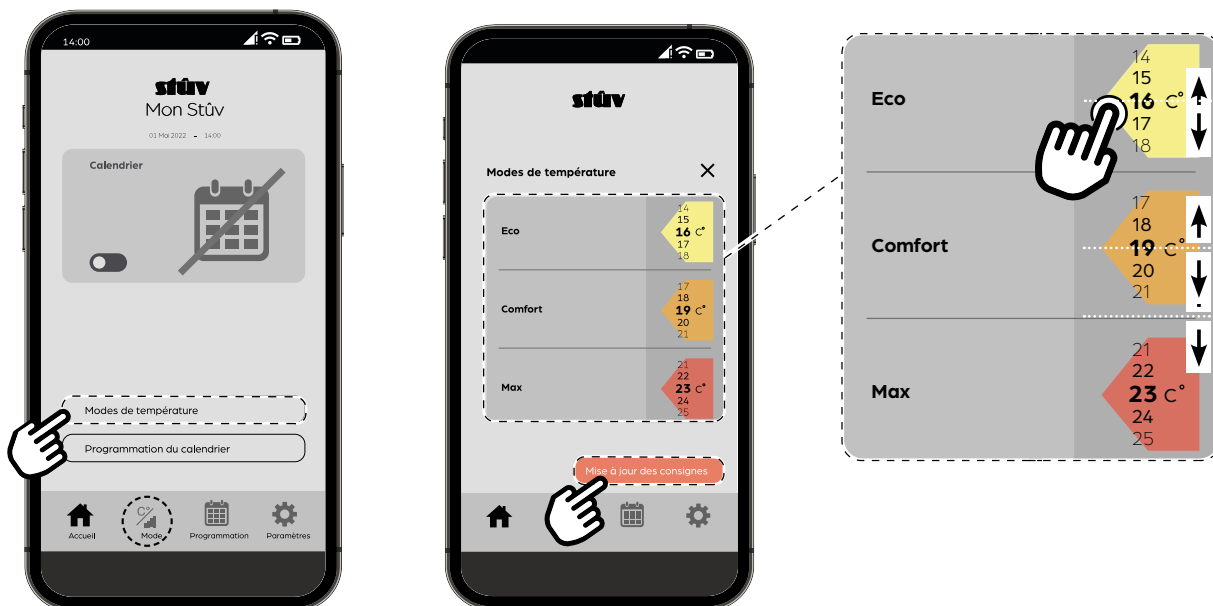 14:00
stûv
Mon Stûv
01 Mai 2022 - 14:00
Calendrier
Modes de température
Programmation du calendrier
C°
Accueil
Mode
Programmation
Paramètres
stûv
Modes de température
14
15
Eco
16 C°
17
18
17
18
Comfort
19 C°
20
21
21
22
Max
23 C°
24
25
Mise à jour des consignes
14
15
Eco
16 C°
17
18
17
18
Comfort
19 C°
20
21
21
22
Max
23 C°
24
25